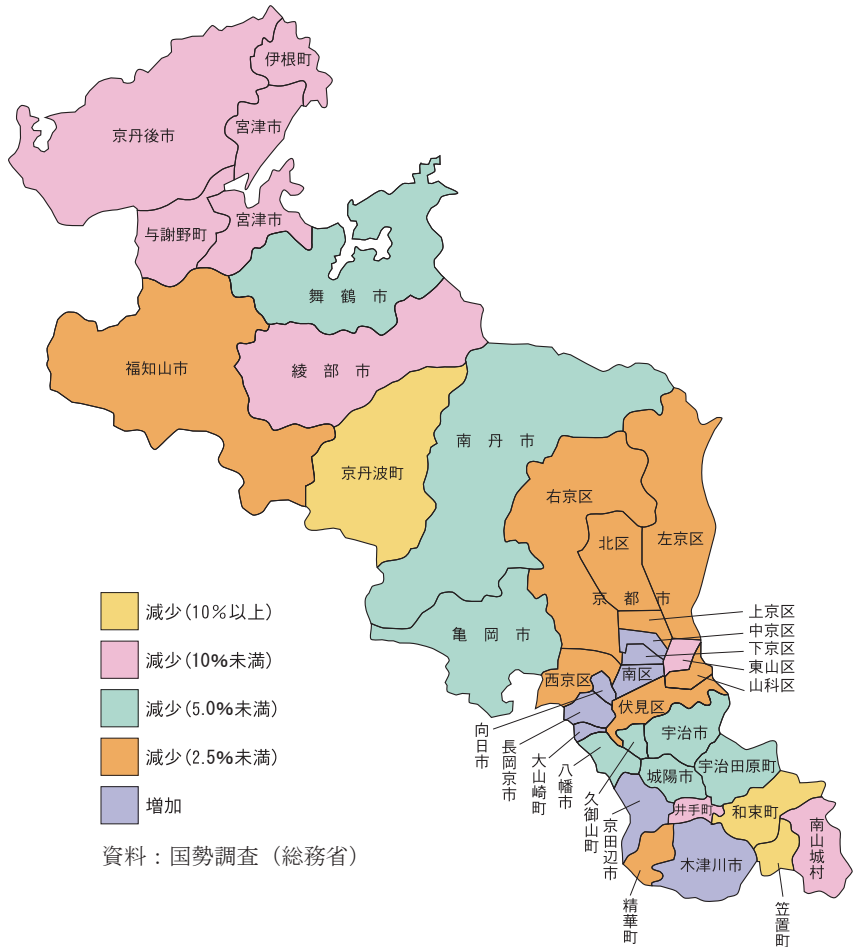 伊根町
宮津市
京丹後市
宮津市
与謝野町
舞鶴市
福知山市
綾部市
南丹市
京丹波町
右京区
左京区
北区
京都市
上京区
中京区
下京区
東山区
山科区
亀岡市
南区
西京区
伏見区
向日市
長岡京市
大山崎町
八幡市
久御山町
京田辺市
宇治市
城陽市
宇治田原町
井手町
和束町
南山城村
木津川市
精華町
笠置町
減少(10%以上)
減少(10%未満)
減少(5.0%未満)
減少(2.5%未満)
増加
資料：国勢調査（総務省）